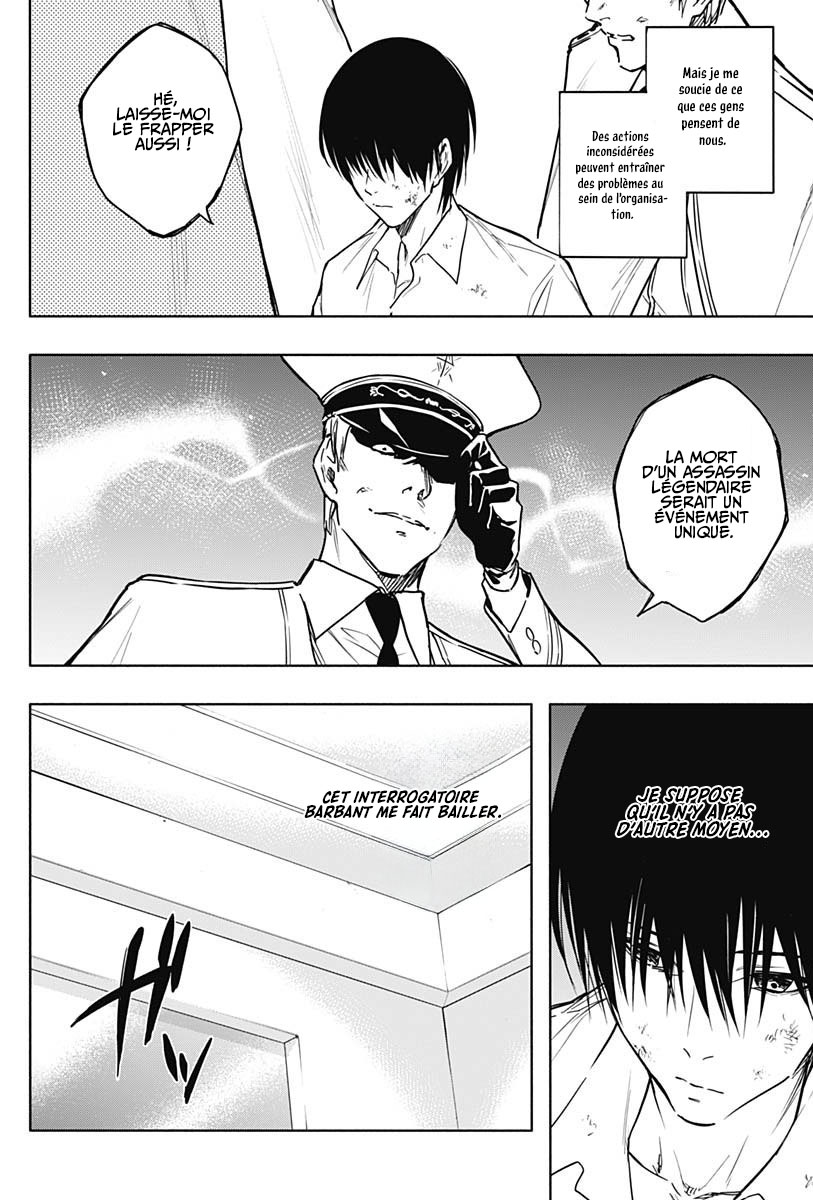 Mais je me
soucie de ce
que ces gens
pensent de
nous.
Des actions
inconsidérées
peuvent entraîner
des problèmes au
sein de l'organisa-
tion.
HÉ,
LAISSE-MOI
LE FRAPPER
AUSSI !
LA MORT
D'UN ASSASSIN
LÉGENDAIRE
SERAIT UN
ÉVÉNEMENT
UNIQUE.
JE SUPPOSE
QU'IL N'Y A PAS
D'AUTRE MOYEN...
CET INTERROGATOIRE
BARBANT ME FAIT BAILLER.
ガッ